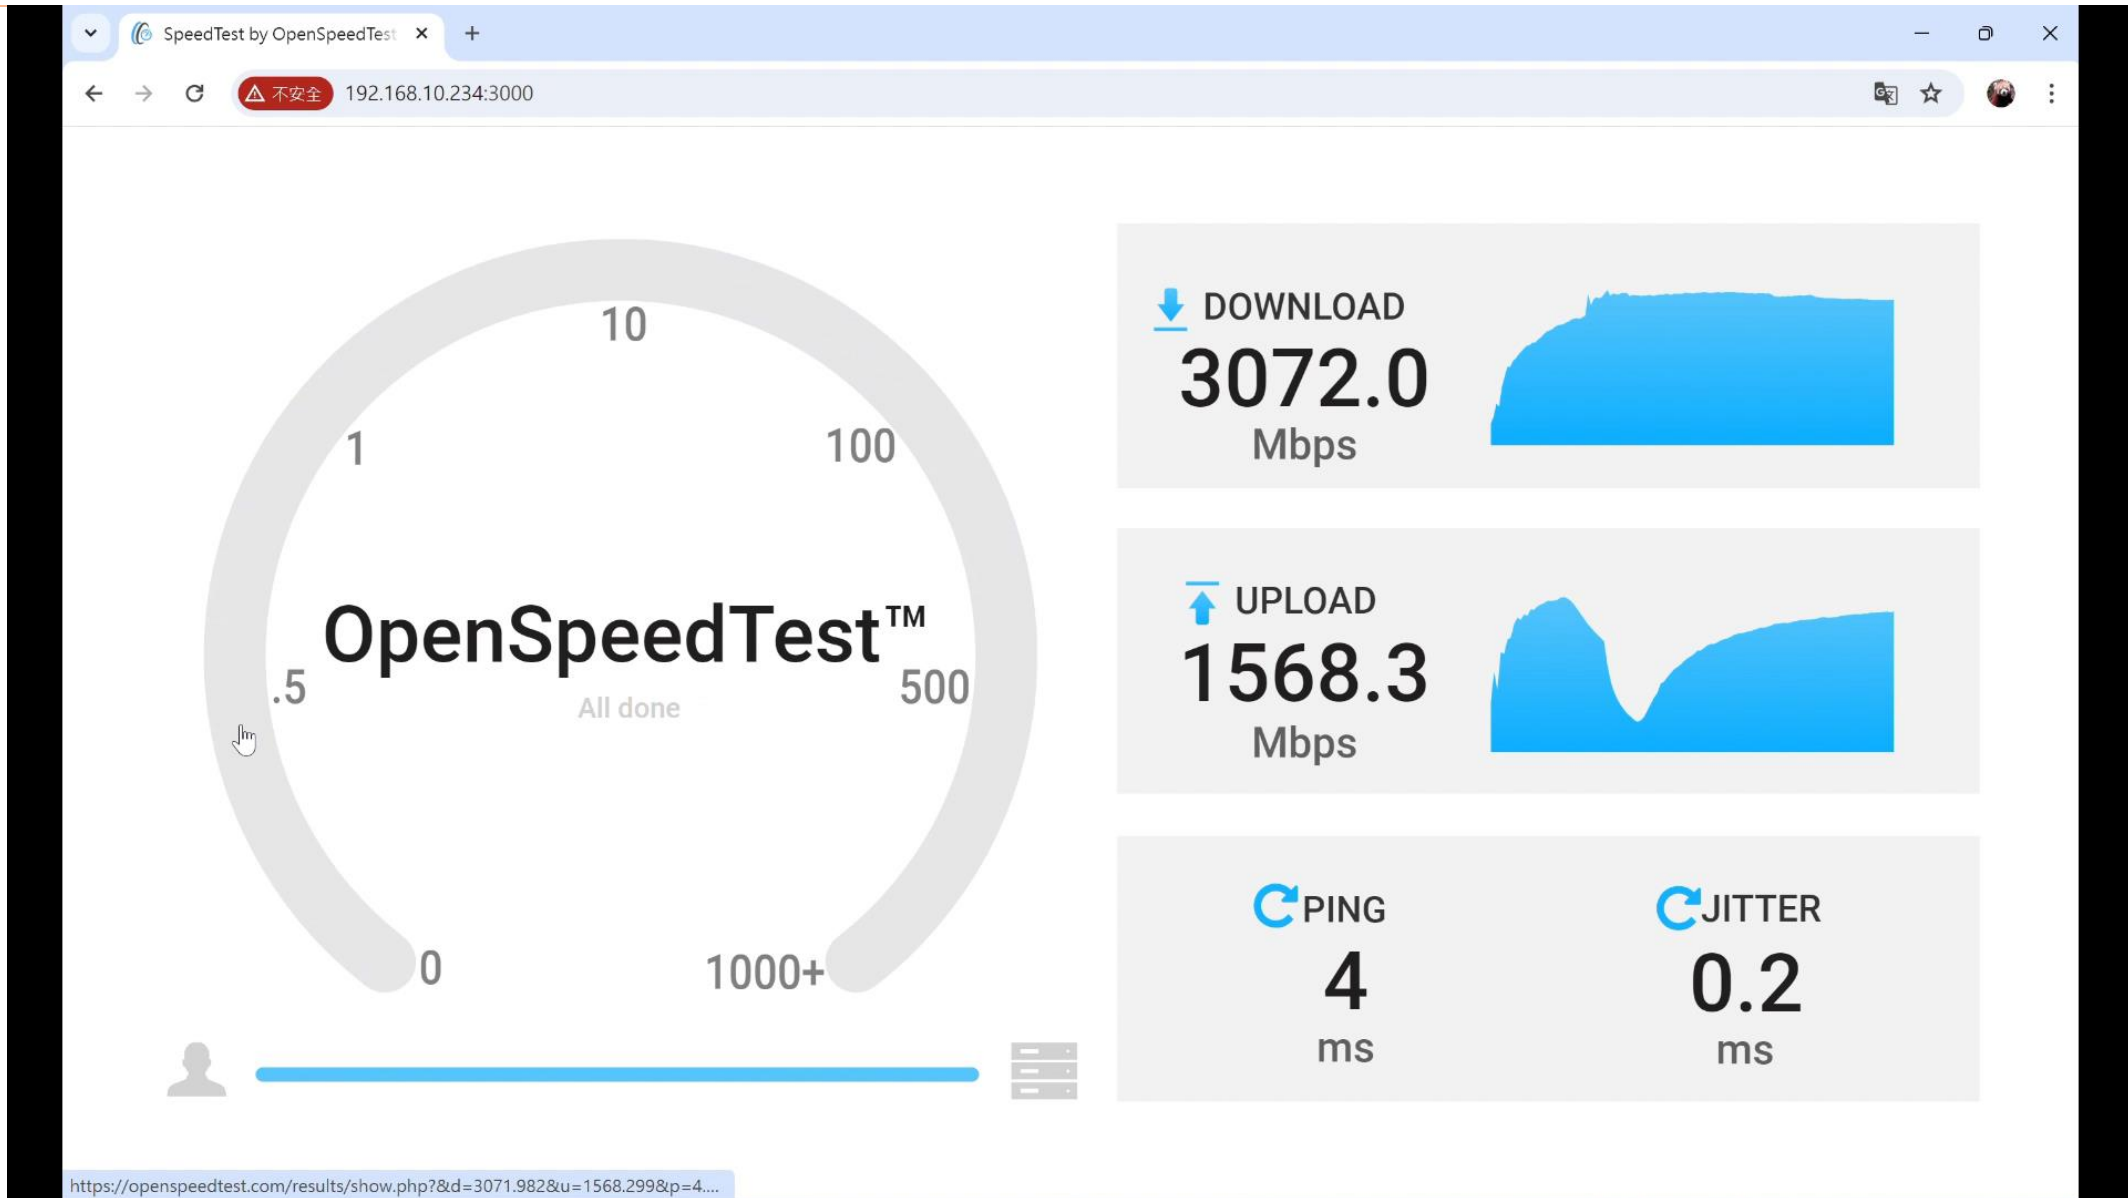 SpeedTest by OpenSpeedTest
不安全 192.168.10.234:3000
10
1
100
.5
500
0
1000+
OpenSpeedTest™
All done
DOWNLOAD
3072.0
Mbps
UPLOAD
1568.3
Mbps
PING
4
ms
JITTER
0.2
ms
https://openspeedtest.com/results/show.php?&d=3071.982&u=1568.299&p=4....